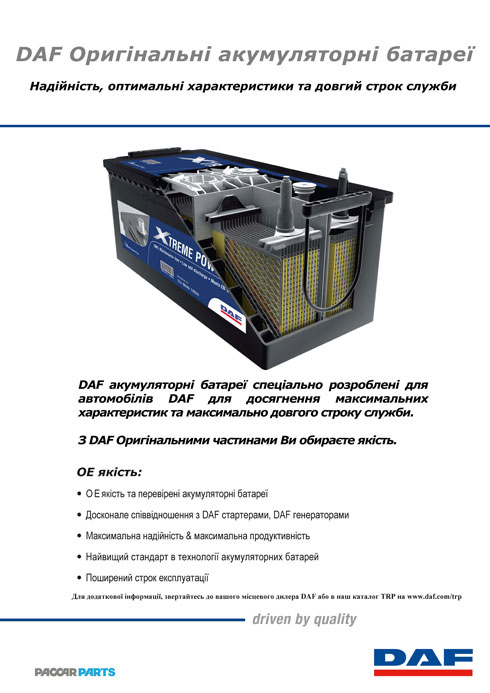 DAF Оригінальні акумуляторні батареї
Надійність, оптимальні характеристики та довгий строк служби
XTREME POW
DAF
DAF акумуляторні батареї спеціально розроблені для
автомобілів DAF для досягнення максимальних
характеристик та максимально довгого строку служби.
З DAF Оригінальними частинами Ви обираєте якість.
ОЕ якість:
• О Е якість та перевірені акумуляторні батареї
• Досконале співвідношення з DAF стартерами, DAF генераторами
• Максимальна надійність & максимальна продуктивність
• Найвищий стандарт в технології акумуляторних батарей
• Поширений строк експлуатації
Для додаткової інформації, звертайтесь до вашого місцевого дилера DAF або в наш каталог TRP на www.daf.com/trp
driven by quality
PACCAR PARTS
DAF